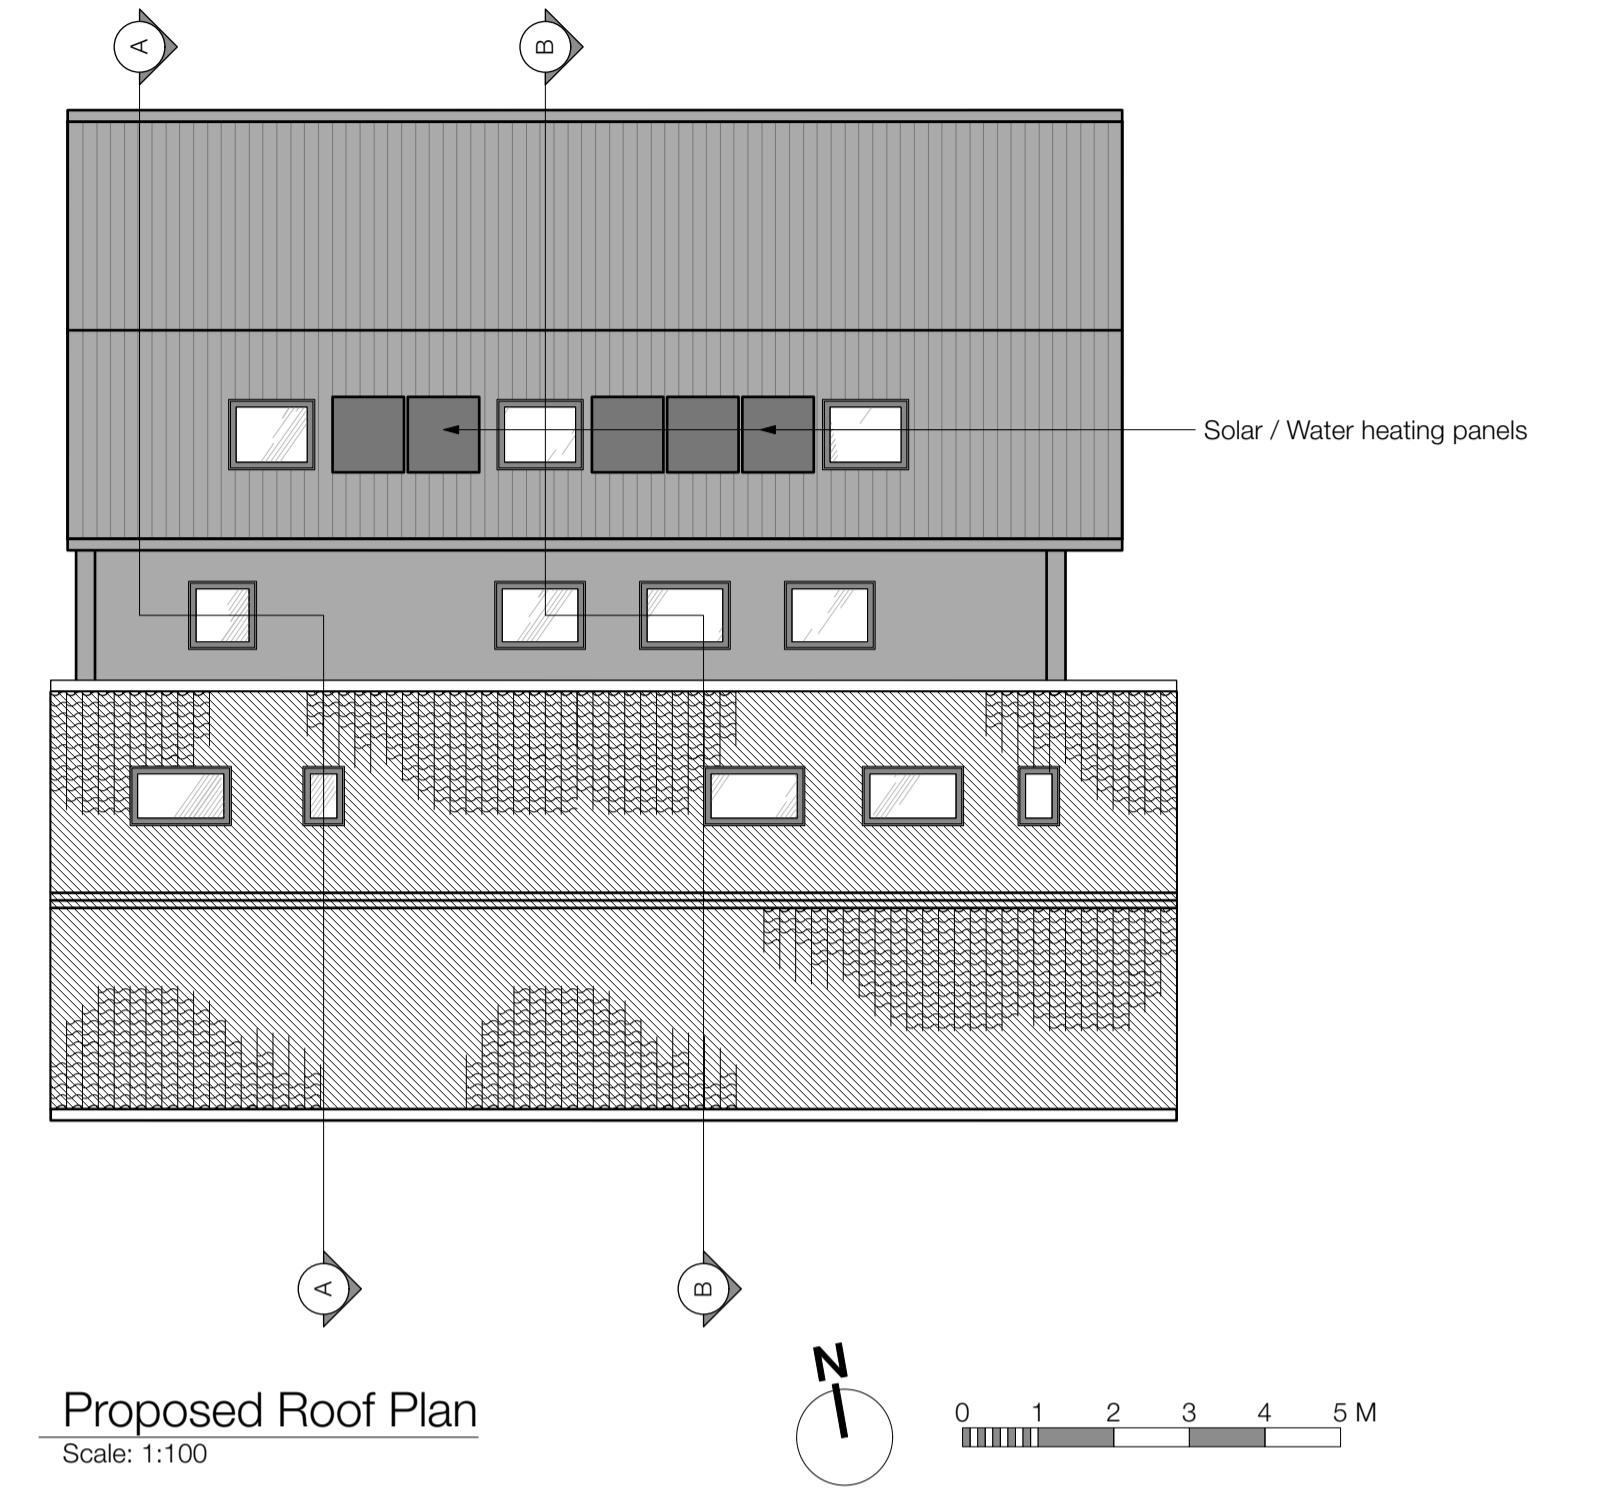 A
B
Solar / Water heating panels
A
B
N
Proposed Roof Plan
Scale: 1:100
0 1 2 3 4 5 M